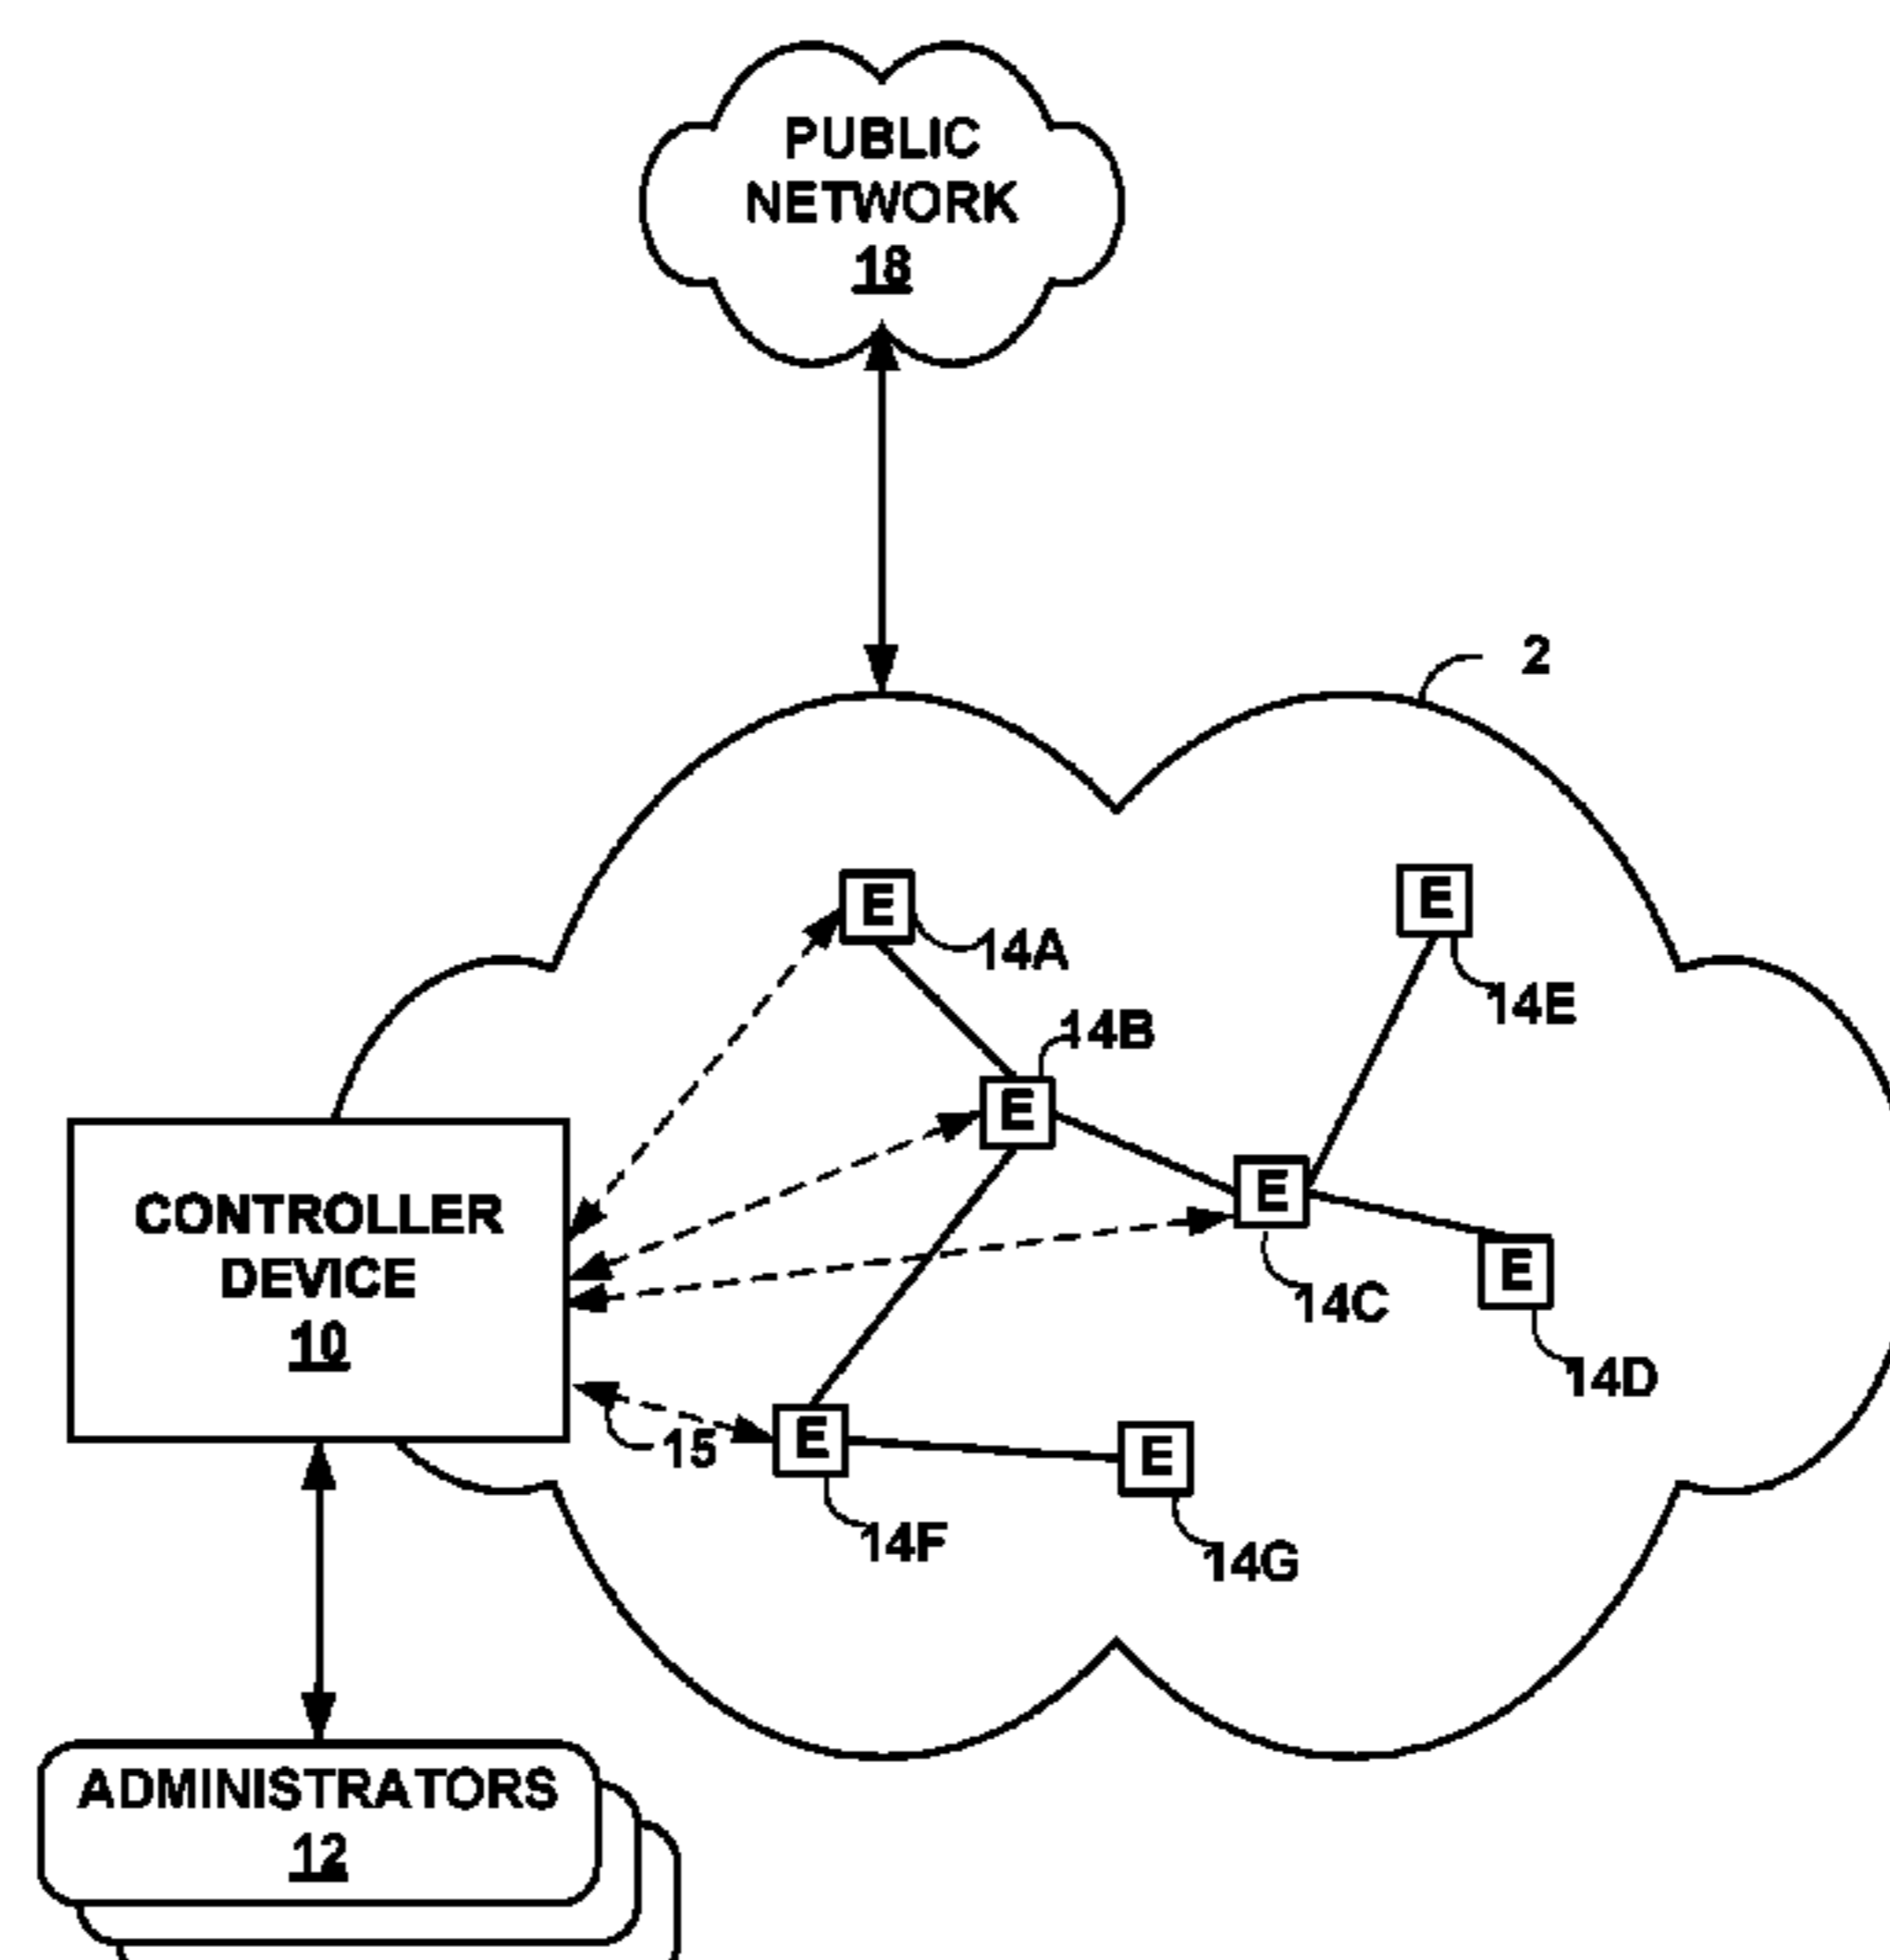 PUBLIC
NETWORK
18
2
E
14A
E
14E
14B
E
E
14C
E
14D
CONTROLLER
DEVICE
10
15
E
14F
E
14G
ADMINISTRATORS
12